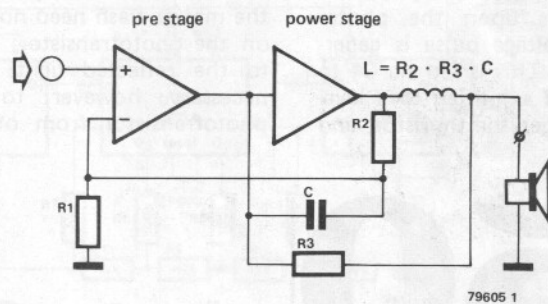 pre stage
power stage
L = R2 · R3 · C
+
−
R2
R1
C
R3
79605 1